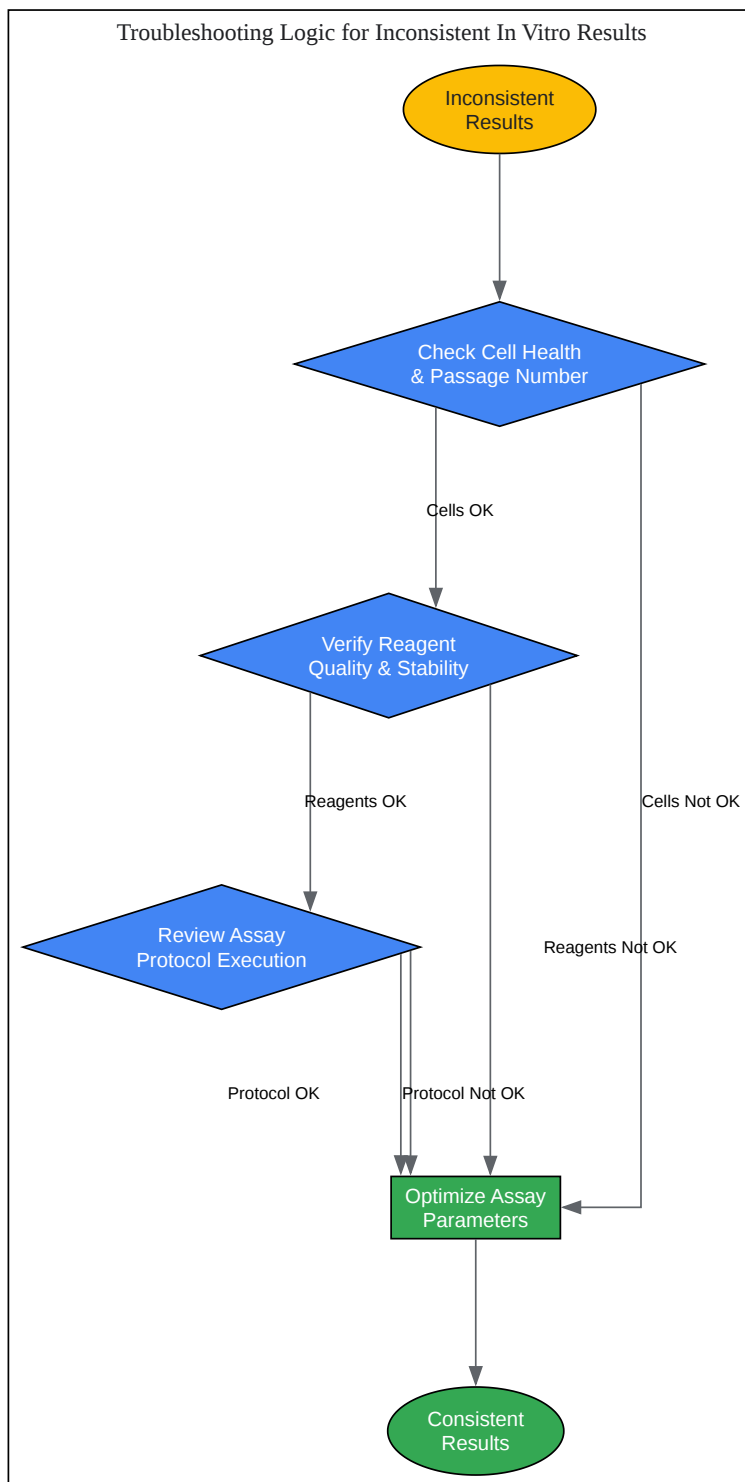 Troubleshooting Logic for Inconsistent In Vitro Results
Inconsistent
Results
Check Cell Health
& Passage Number
Cells OK
Verify Reagent
Quality & Stability
Reagents OK
Cells Not OK
Review Assay
Protocol Execution
Reagents Not OK
Protocol OK
Protocol Not OK
Optimize Assay
Parameters
Consistent
Results